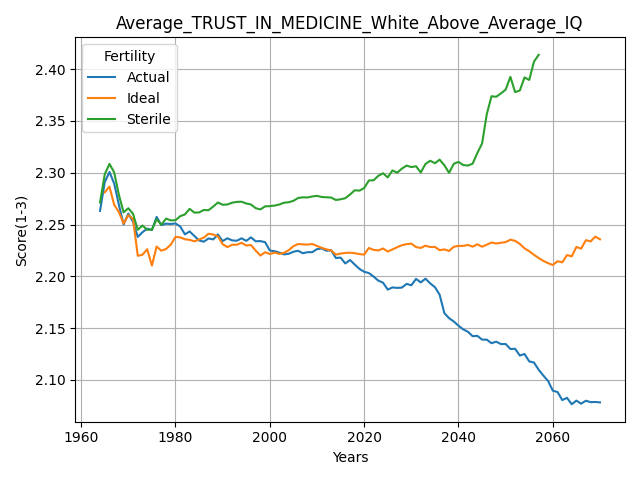 Average_TRUST_IN_MEDICINE_White_Above_Average_IQ
Fertility
Actual
Ideal
Sterile
2.40
2.35
2.30
2.25
2.20
2.15
2.10
Score(1-3)
1960
1980
2000
2020
2040
2060
Years